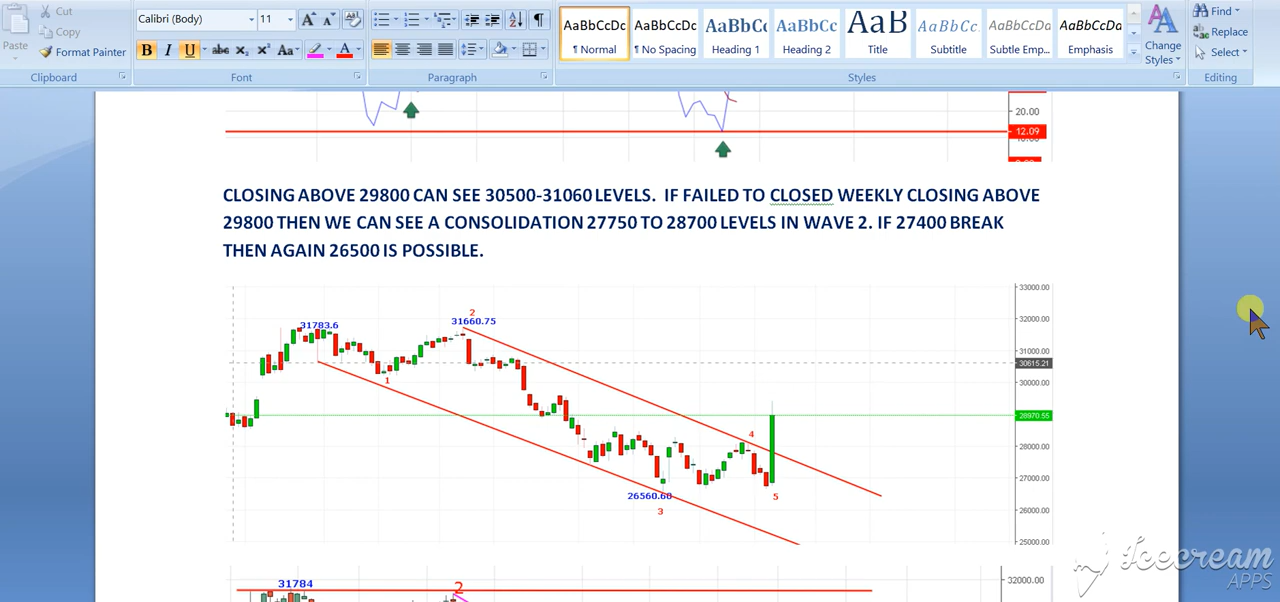 Cut
Copy
Paste
Format Painter
Clipboard
Calibri (Body)
11
A A
B I U abc x₂ x² Aa
A
Font
A Z
¶
Paragraph
AaBbCcDc
¶ Normal
AaBbCcDc
¶ No Spacing
AaBbCc
Heading 1
AaBbCc
Heading 2
AaB
Title
AaBbCc.
Subtitle
AaBbCcDa
Subtle Emp...
AaBbCcDa
Emphasis
A
Change
Styles
Styles
Find
Replace
Select
Editing
20.00
12.09
CLOSING ABOVE 29800 CAN SEE 30500-31060 LEVELS. IF FAILED TO CLOSED WEEKLY CLOSING ABOVE
29800 THEN WE CAN SEE A CONSOLIDATION 27750 TO 28700 LEVELS IN WAVE 2. IF 27400 BREAK
THEN AGAIN 26500 IS POSSIBLE.
33000.00
2
31783.6
31660.75
32000.00
31000.00
30615.21
1
30000.00
28970.55
4
28000.00
27000.00
26560.60
5
3
26000.00
25000.00
31784
2
32000.00
Icecream
APPS